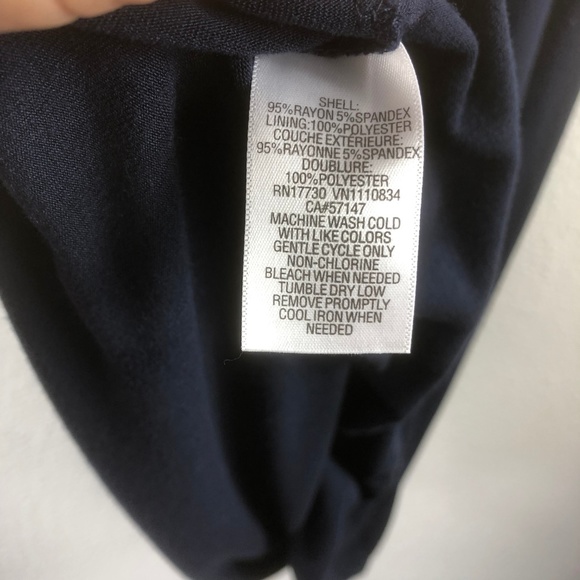 SHELL:
95%RAYON 5%SPANDEX
LINING:100%POLYESTER
COUCHE EXTERIEURE:
95%RAYONNE 5%SPANDEX
DOUBLURE:
100%POLYESTER
RN17730 VN1110834
CA#57147
MACHINE WASH COLD
WITH LIKE COLORS
GENTLE CYCLE ONLY
NON-CHLORINE
BLEACH WHEN NEEDED
TUMBLE DRY LOW
REMOVE PROMPTLY
COOL IRON WHEN
NEEDED